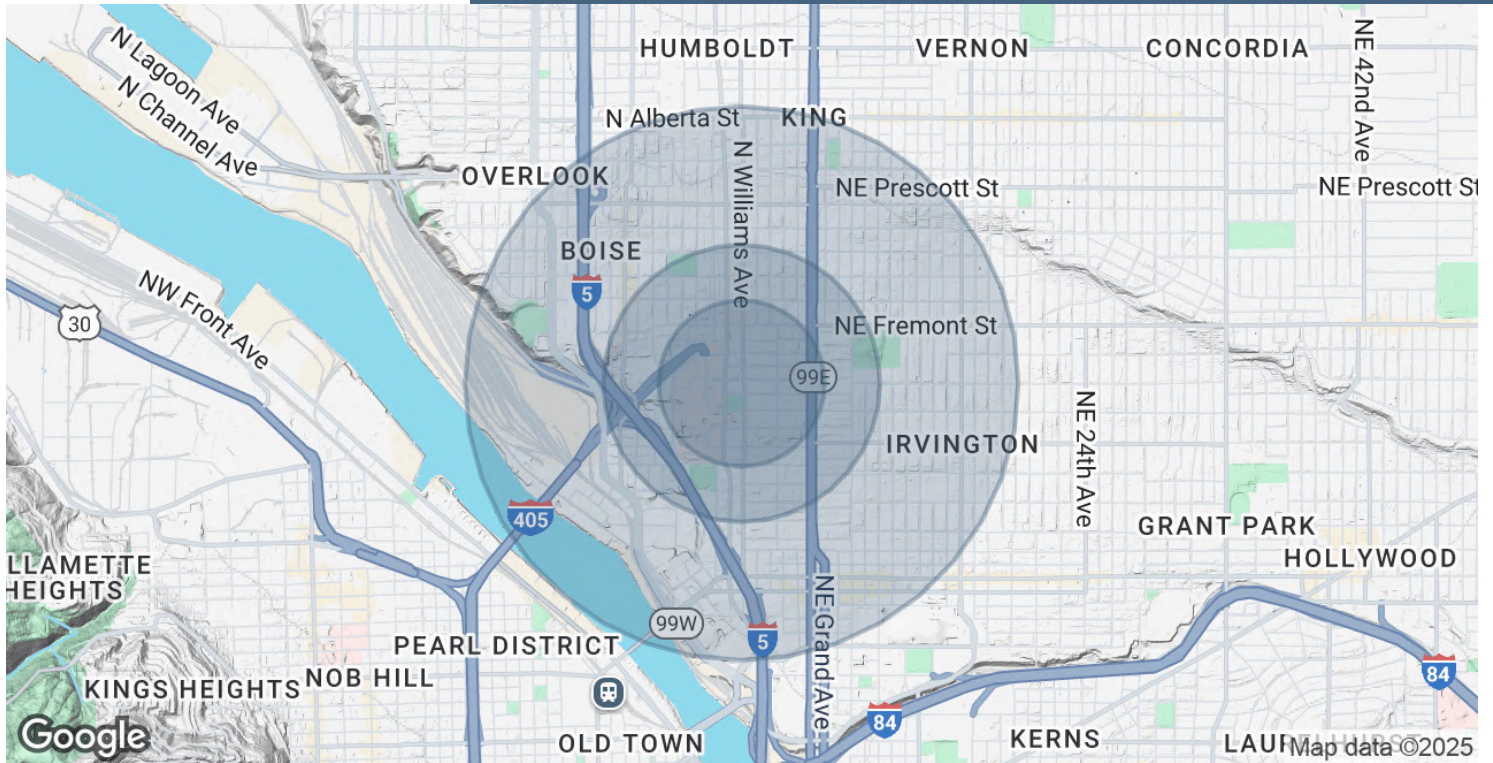 HUMBOLDT
VERNON
CONCORDIA
NE 42nd Ave
N Lagoon Ave
N Channel Ave
N Alberta St
KING
OVERLOOK
N Williams Ave
NE Prescott St
NE Prescott St
BOISE
5
NW Front Ave
30
NE Fremont St
99E
NE 24th Ave
IRVINGTON
405
GRANT PARK
HOLLYWOOD
LLAMETTE
HEIGHTS
NE Grand Ave
99W
5
PEARL DISTRICT
NOB HILL
KINGS HEIGHTS
84
84
Google
OLD TOWN
KERNS
Map data ©2025